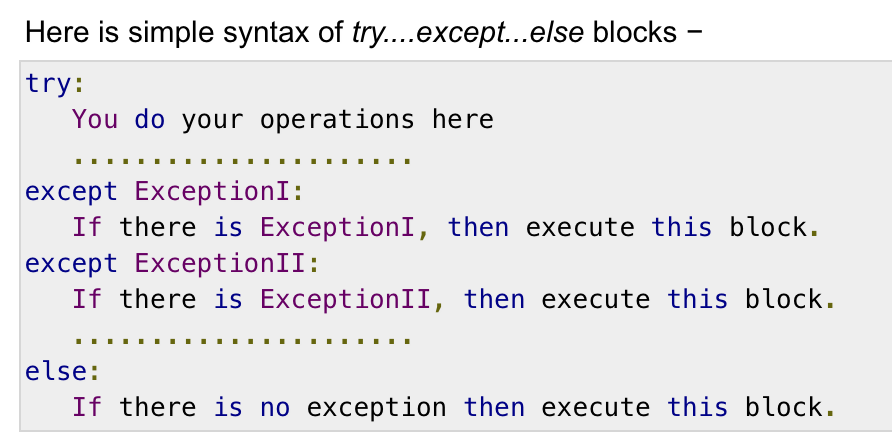 Here is simple syntax of try....except...else blocks −
try:
   You do your operations here
   ......................
except ExceptionI:
   If there is ExceptionI, then execute this block.
except ExceptionII:
   If there is ExceptionII, then execute this block.
   ......................
else:
   If there is no exception then execute this block.